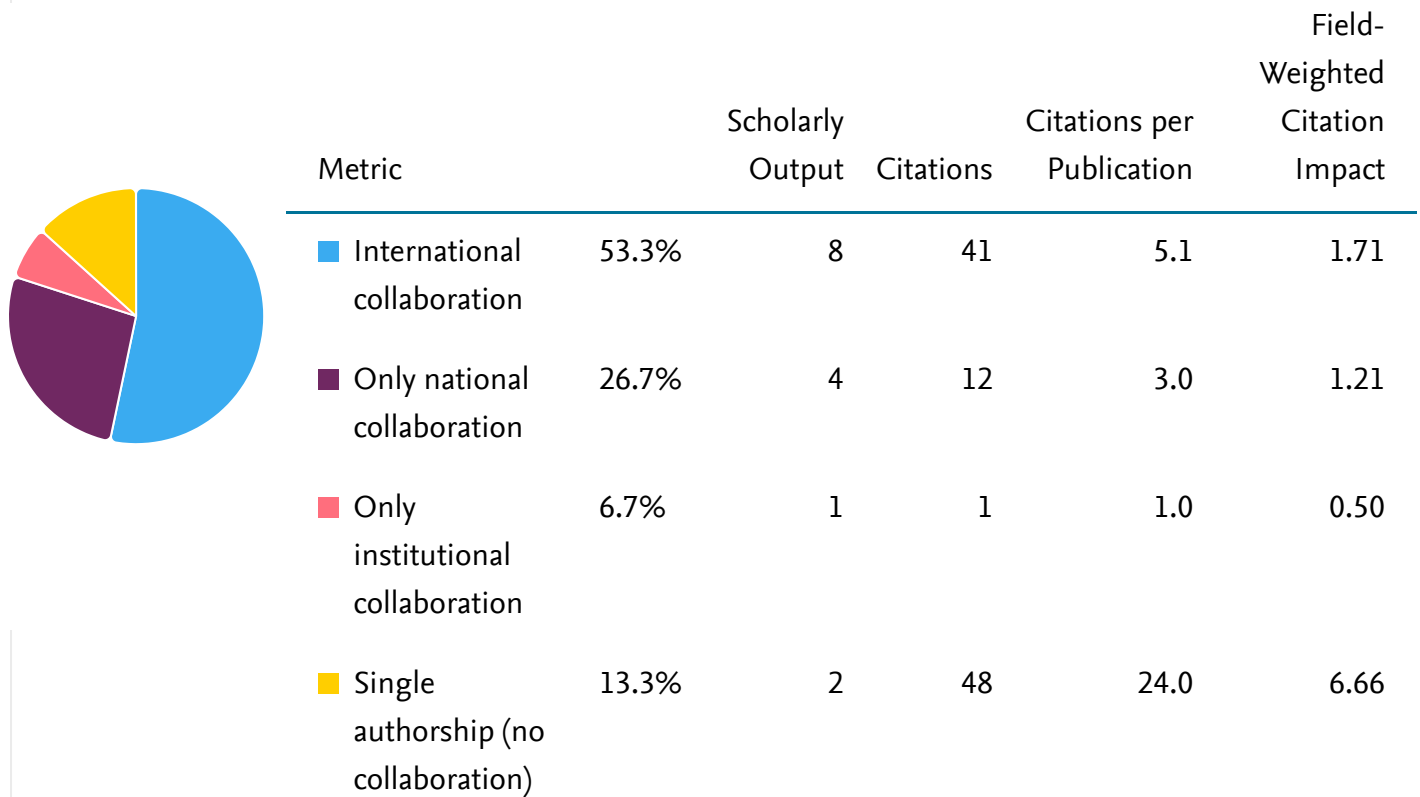 Field-
Weighted
Scholarly Citations per Citation
Metric Output Citations Publication Impact
International 53.3% 8 41 5.1 1.71
collaboration
Only national 26.7% 4 12 3.0 1.21
collaboration
Only 6.7% 1 1 1.0 0.50
institutional
collaboration
Single 13.3% 2 48 24.0 6.66
authorship (no
collaboration)